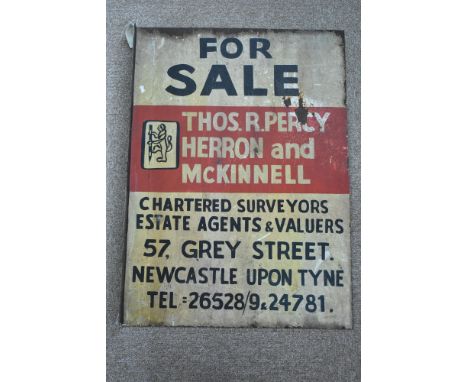 FOR
SALE
THOS. R. PERCY
HERRON and
McKINNELL
CHARTERED SURVEYORS
ESTATE AGENTS & VALUERS
57, GREY STREET
NEWCASTLE UPON TYNE
TEL = 26528/9 & 24781.